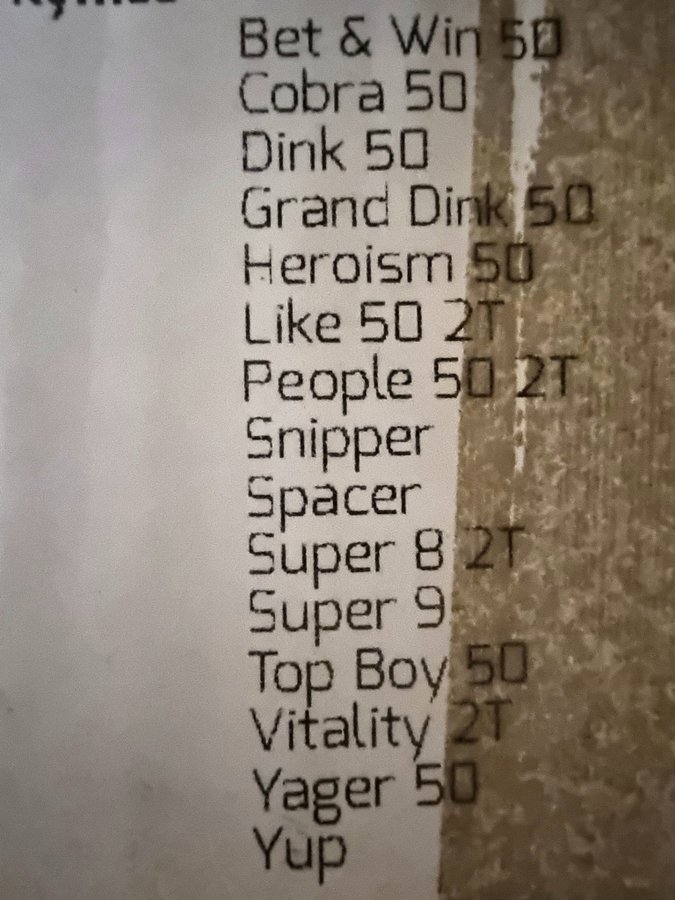 Bet & Win 50
Cobra 50
Dink 50
Grand Dink 50
Heroism 50
Like 50 2T
People 50 2T
Snipper
Spacer
Super 8 2T
Super 9
Top Boy 50
Vitality 2T
Yager 50
Yup